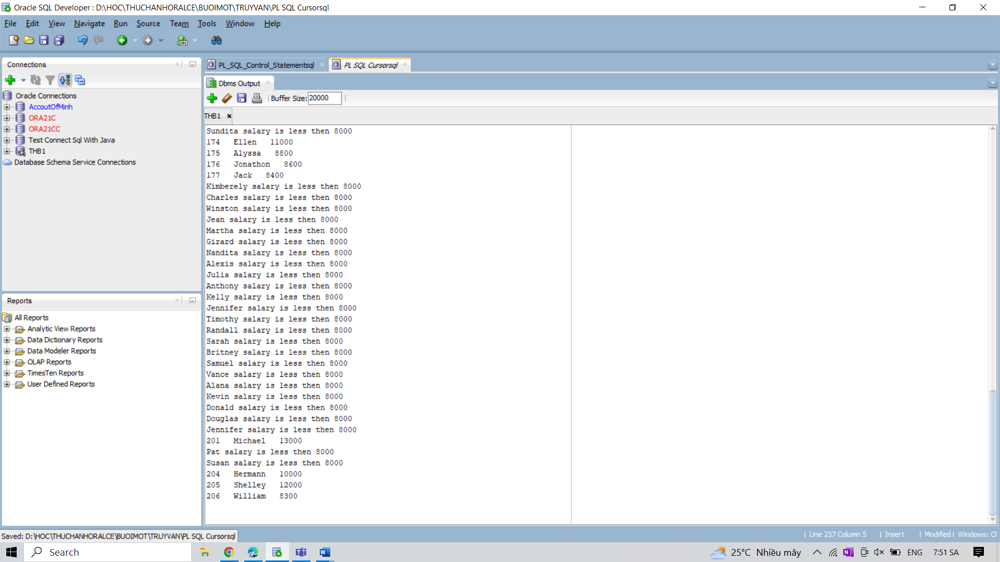 Oracle SQL Developer : D:\HOC\THUCHANHORALCE\BUOIMOT\TRUYVAN\PL SQL Cursorsql
File Edit View Navigate Run Source Team Tools Window Help
Connections
Oracle Connections
AccoutOfMinh
ORA21C
ORA21CC
Test Connect Sql With Java
THB1
Database Schema Service Connections
Reports
All Reports
Analytic View Reports
Data Dictionary Reports
Data Modeler Reports
OLAP Reports
TimesTen Reports
User Defined Reports
PL_SQL_Control_Statementsql PL SQL Cursorsql
Dbms Output
Buffer Size: 20000
THB1
Sundita salary is less then 8000
174 Ellen 11000
175 Alyssa 8800
176 Jonathon 8600
177 Jack 8400
Kimberely salary is less then 8000
Charles salary is less then 8000
Winston salary is less then 8000
Jean salary is less then 8000
Martha salary is less then 8000
Girard salary is less then 8000
Nandita salary is less then 8000
Alexis salary is less then 8000
Julia salary is less then 8000
Anthony salary is less then 8000
Kelly salary is less then 8000
Jennifer salary is less then 8000
Timothy salary is less then 8000
Randall salary is less then 8000
Sarah salary is less then 8000
Britney salary is less then 8000
Samuel salary is less then 8000
Vance salary is less then 8000
Alana salary is less then 8000
Kevin salary is less then 8000
Donald salary is less then 8000
Douglas salary is less then 8000
Jennifer salary is less then 8000
201 Michael 13000
Pat salary is less then 8000
Susan salary is less then 8000
204 Hermann 10000
205 Shelley 12000
206 William 8300
Saved: D:\HOC\THUCHANHORALCE\BUOIMOT\TRUYVAN\PL SQL Cursorsql
| Line 257 Column 5 | Insert | Modified | Windows: CF
Search
25°C Nhiều mây ENG 7:51 SA